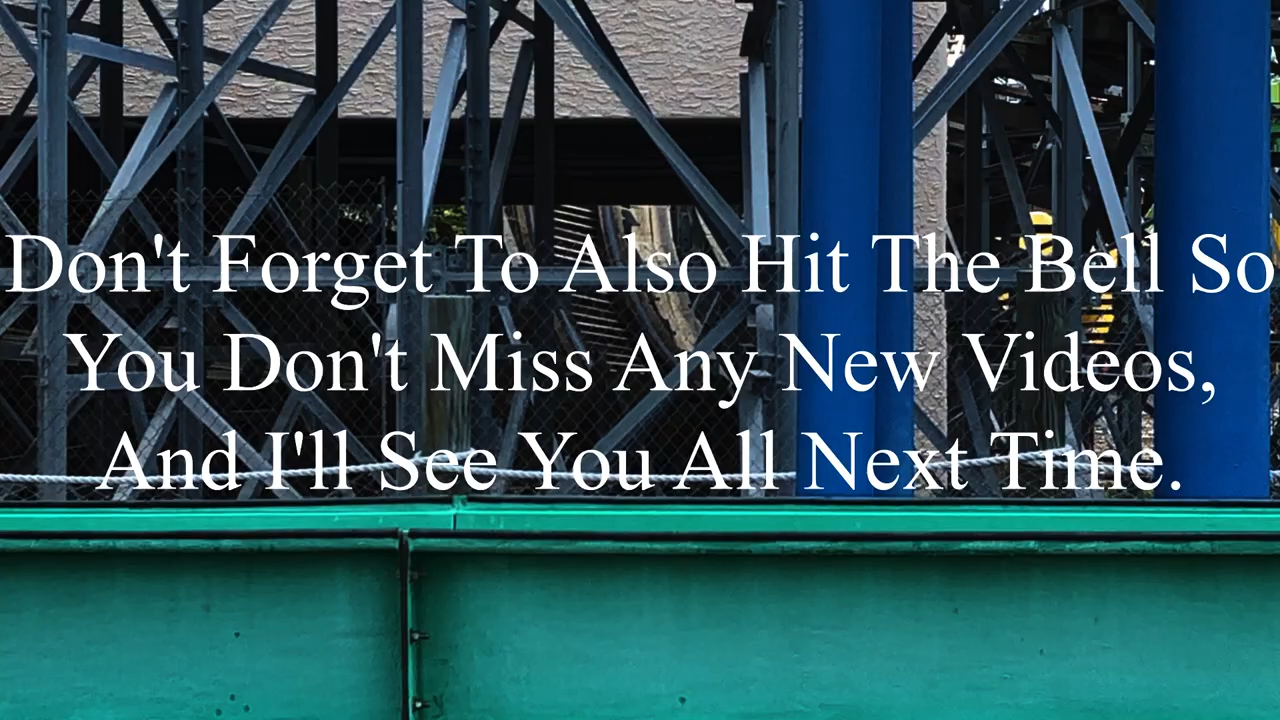 Don't Forget To Also Hit The Bell So
You Don't Miss Any New Videos,
And I'll See You All Next Time.